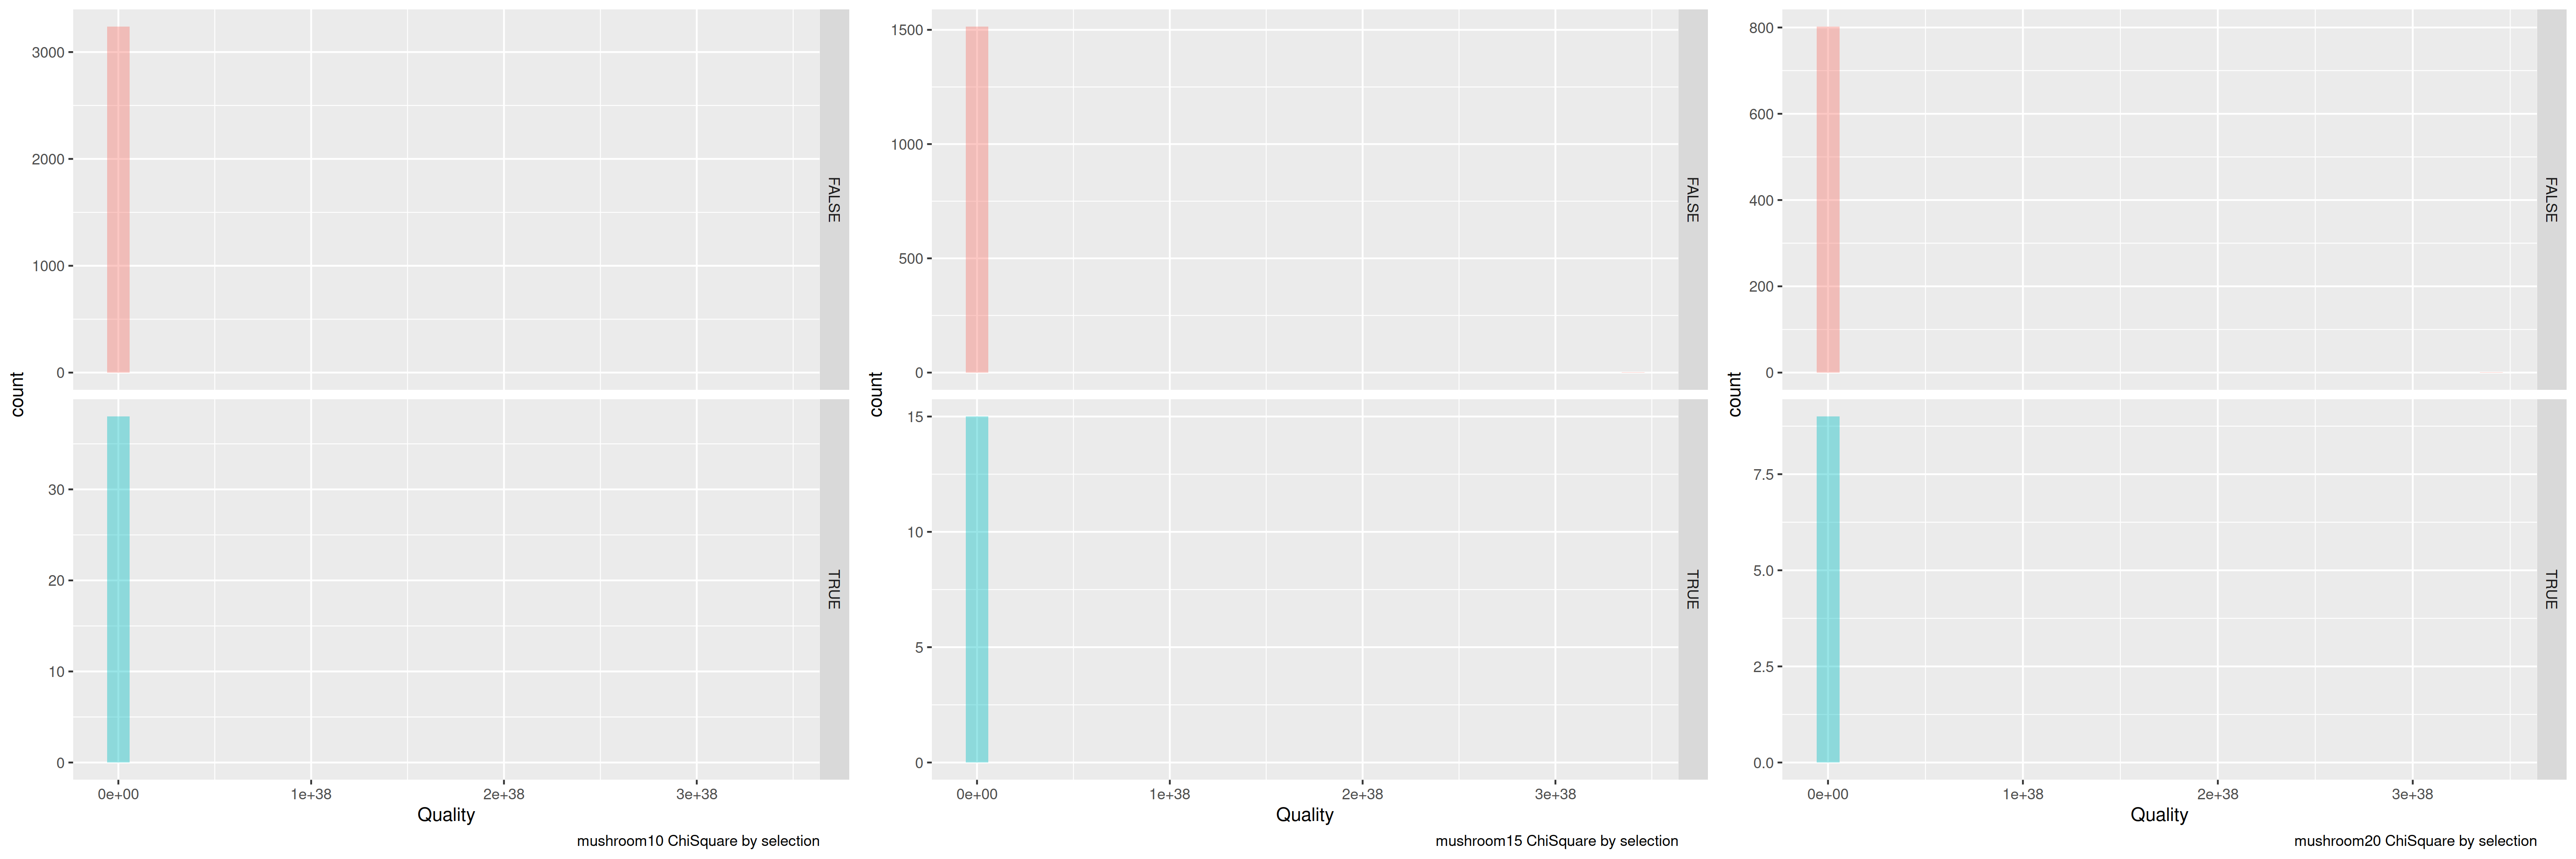 count
3000
2000
1000
0
FALSE
30
20
10
0
TRUE
0e+00 1e+38 2e+38 3e+38
Quality
mushroom10 ChiSquare by selection
count
1500
1000
500
0
FALSE
15
10
5
0
TRUE
0e+00 1e+38 2e+38 3e+38
Quality
mushroom15 ChiSquare by selection
count
800
600
400
200
0
FALSE
7.5
5.0
2.5
0.0
TRUE
0e+00 1e+38 2e+38 3e+38
Quality
mushroom20 ChiSquare by selection